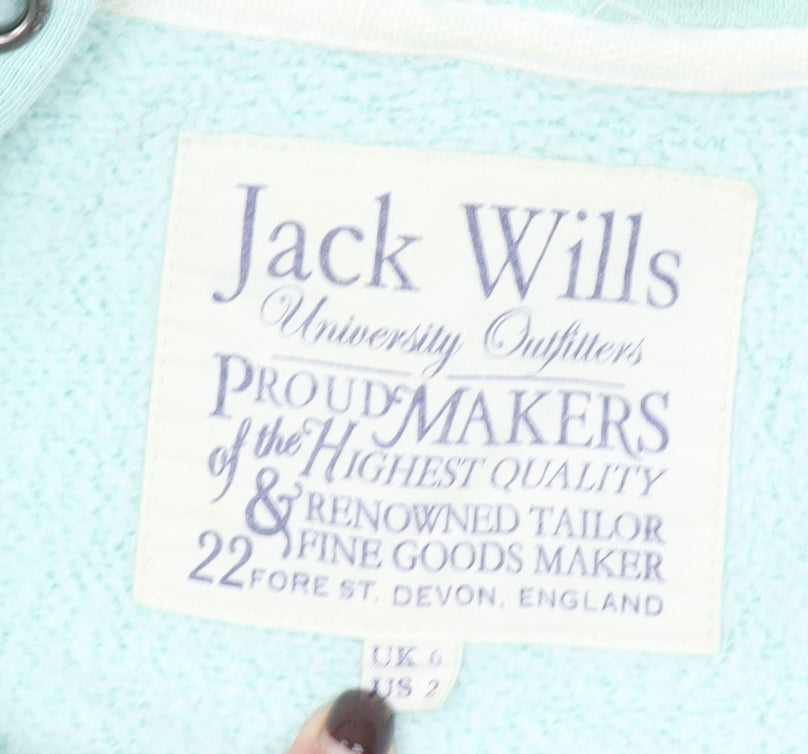 Jack Wills
University Outfitters
PROUD MAKERS
of the HIGHEST QUALITY
& RENOWNED TAILOR
FINE GOODS MAKER
22 FORE ST. DEVON, ENGLAND
UK 6
US 2